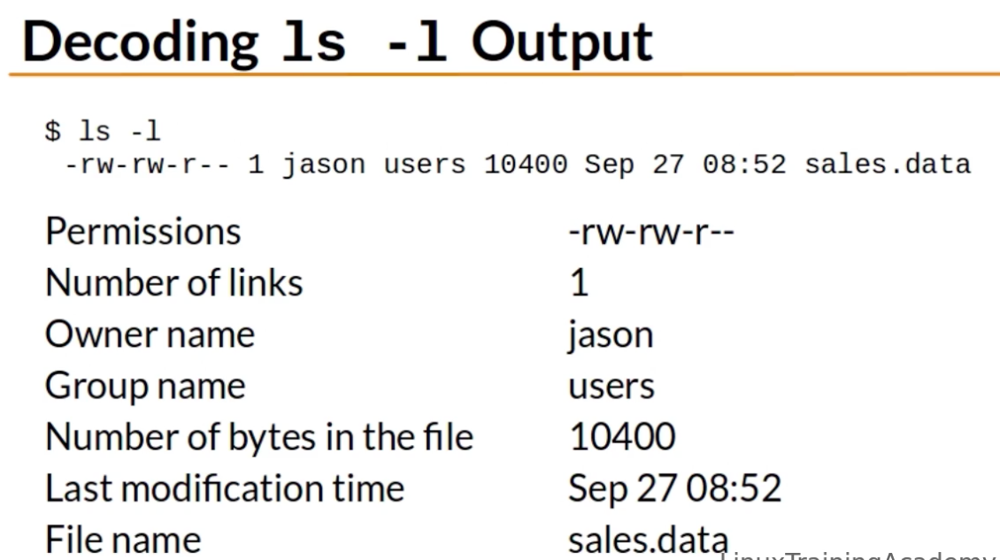 Decoding ls -l Output
$ ls -l
-rw-rw-r-- 1 jason users 10400 Sep 27 08:52 sales.data
Permissions -rw-rw-r--
Number of links 1
Owner name jason
Group name users
Number of bytes in the file 10400
Last modification time Sep 27 08:52
File name sales.data
LinuxTrainingAcademy